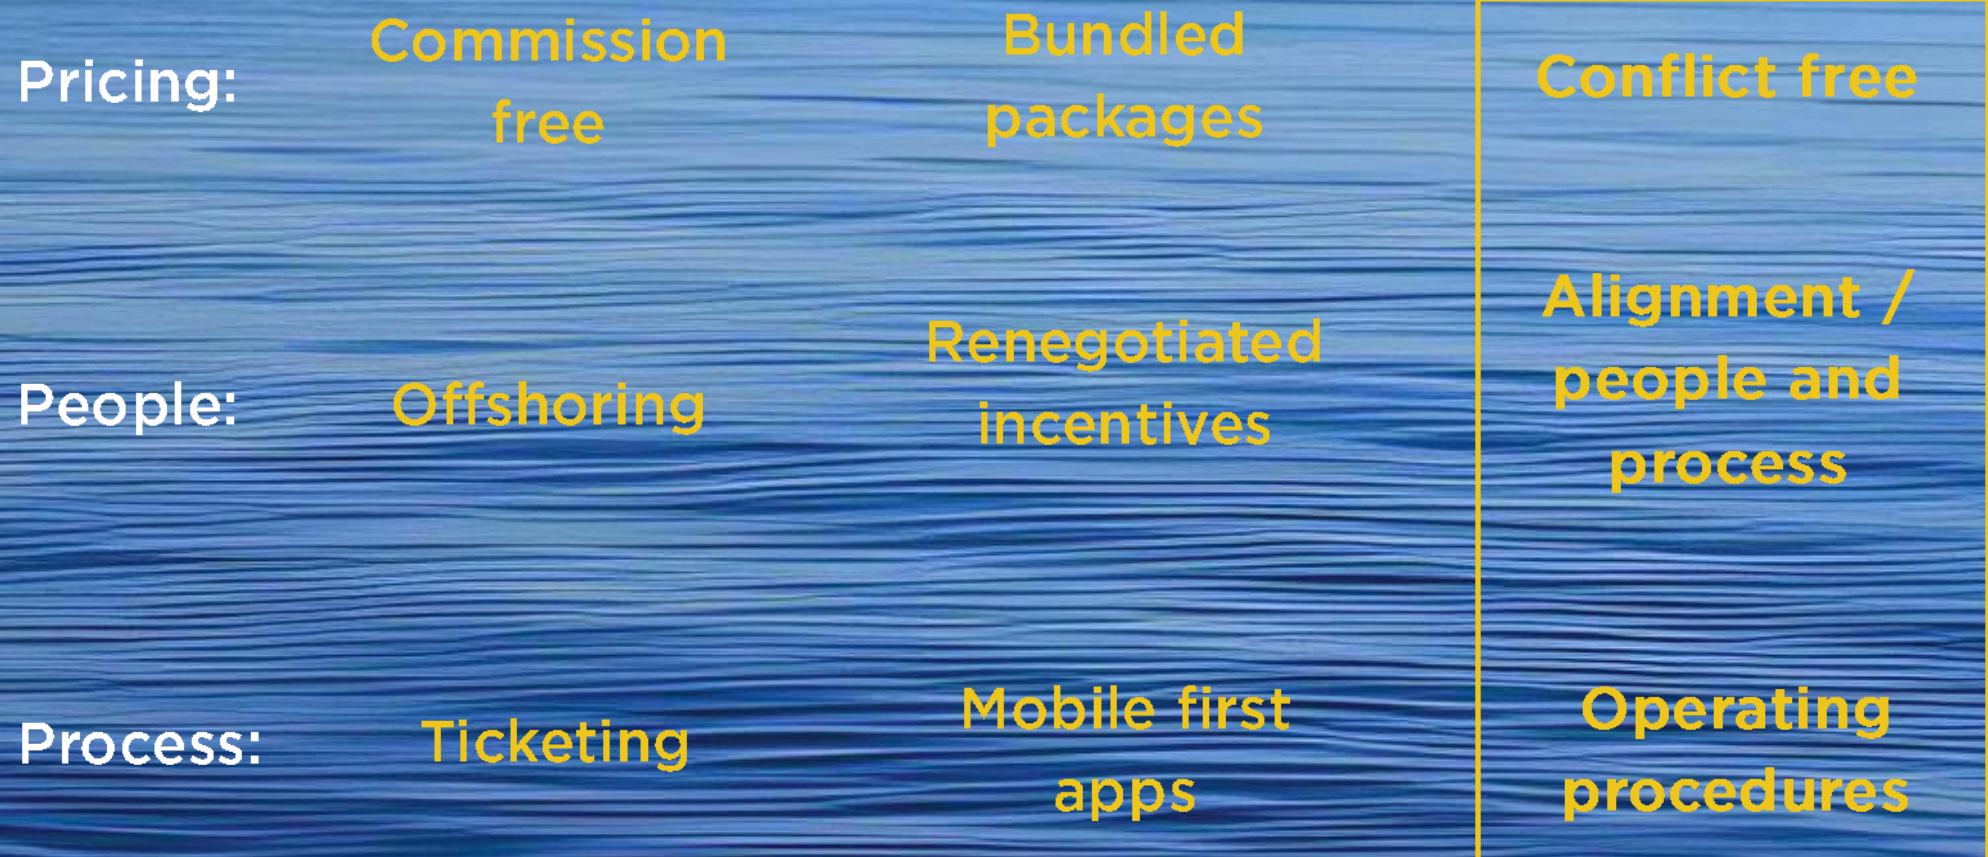 Pricing:
Commission
free
Bundled
packages
Conflict free
People:
Offshoring
Renegotiated
incentives
Alignment /
people and
process
Process:
Ticketing
Mobile first
apps
Operating
procedures